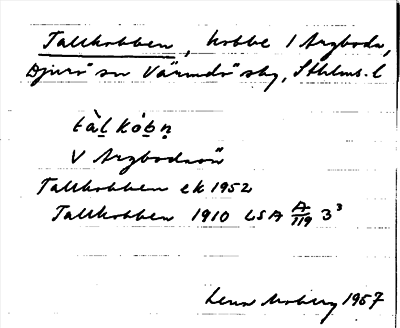 Tallkobben, kobbe i Argboda,
Djurö sn Värmdö skg, Sthlms. l
tàl kób̲n̥
V Argbodaön
Tallkobben ek 1952
Tallkobben 1910 LSA A/119 3³
Lena Moberg 1957